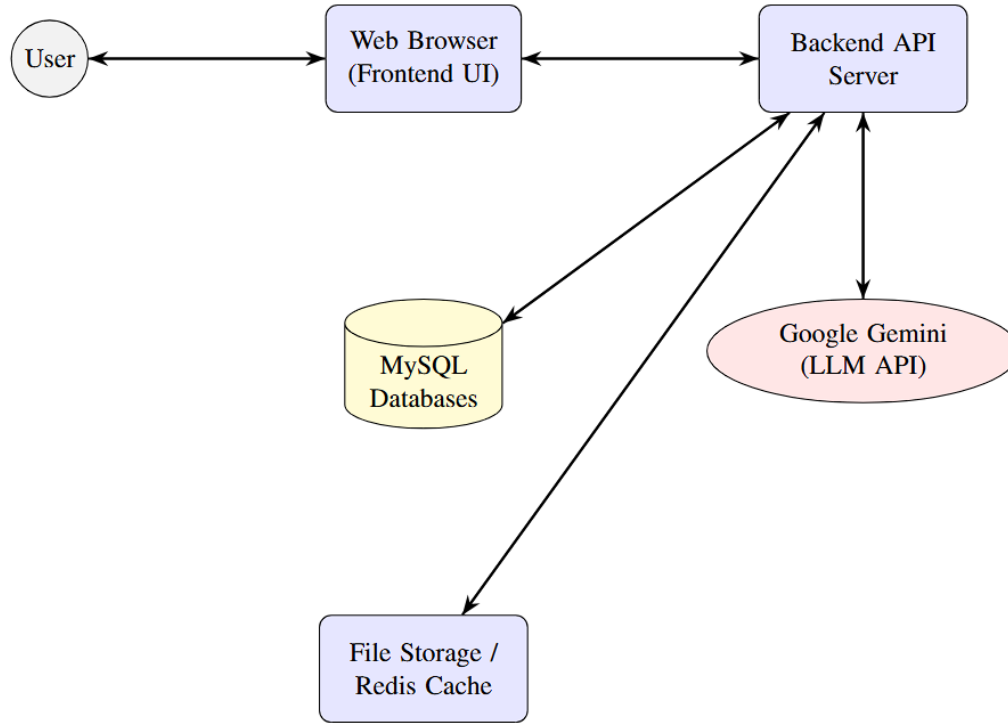 User
Web Browser
(Frontend UI)
Backend API
Server
MySQL
Databases
Google Gemini
(LLM API)
File Storage /
Redis Cache